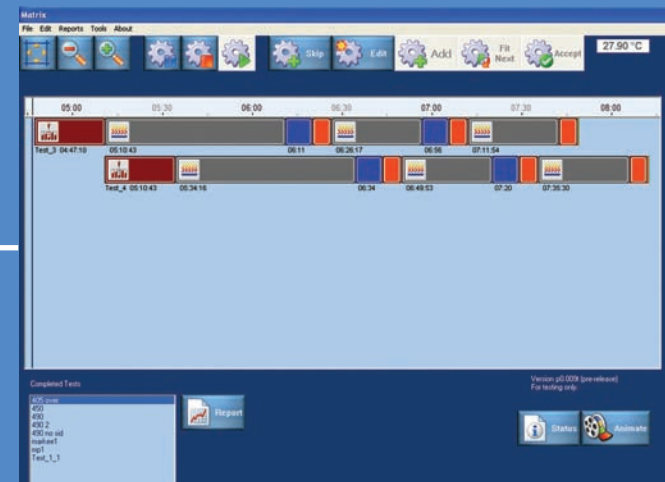 Matrix
File Edit Reports Tools About
Skip Edit Add Fit Next Accept 27.90 °C
05:00 05:30 06:00 06:30 07:00 07:30 08:00
Test_3 04:47:10 05:10:43 06:11 06:26:17 06:56 07:11:54
Test_4 05:10:43 05:34:16 06:34 06:49:53 07:20 07:35:30
Completed Tests
Version p0.009t (pre-release)
For testing only.
405 over
450
490
490 2
490 no oid
markee1
mp1
Test_1_1
Report
Status Animate